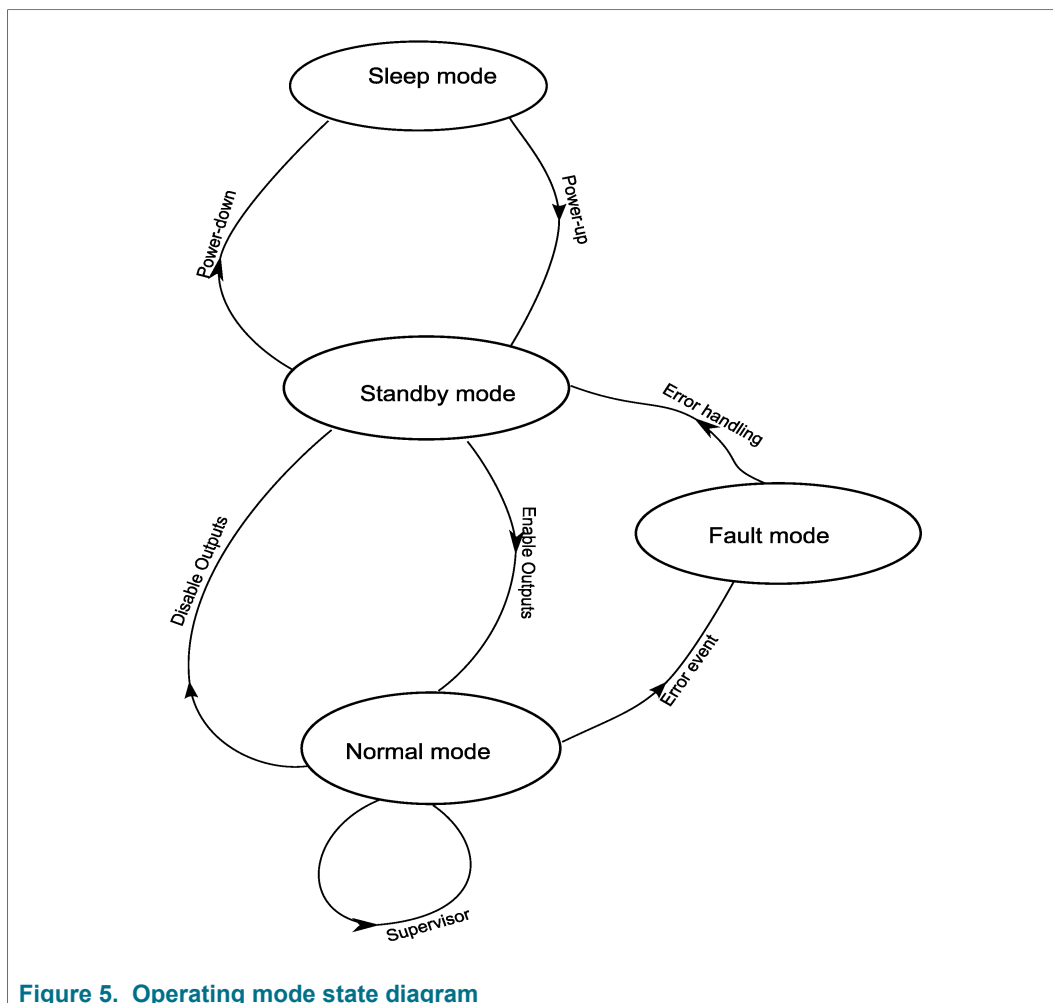 Sleep mode
Power-down
Power-up
Standby mode
Error handling
Enable Outputs
Disable Outputs
Fault mode
Error event
Normal mode
Supervisor
Figure 5. Operating mode state diagram